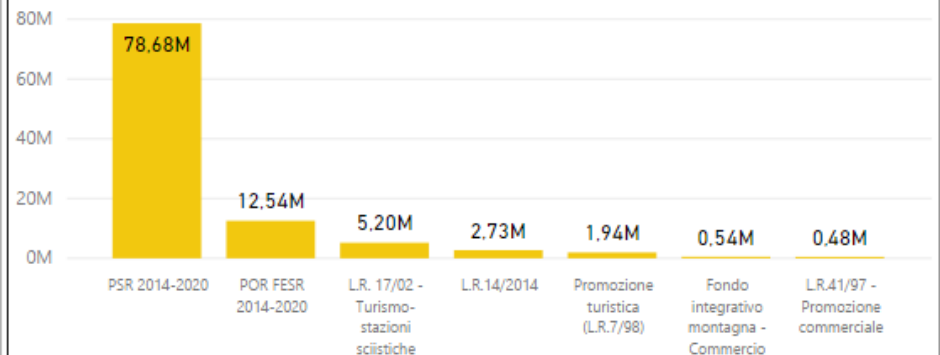 80M
78,68M
60M
40M
20M
12,54M
5,20M
2,73M
1,94M
0,54M
0,48M
0M
PSR 2014-2020
POR FESR
2014-2020
L.R. 17/02 -
Turismo-
stazioni
sciistiche
L.R.14/2014
Promozione
turistica
(L.R.7/98)
Fondo
integrativo
montagna -
Commercio
L.R.41/97 -
Promozione
commerciale